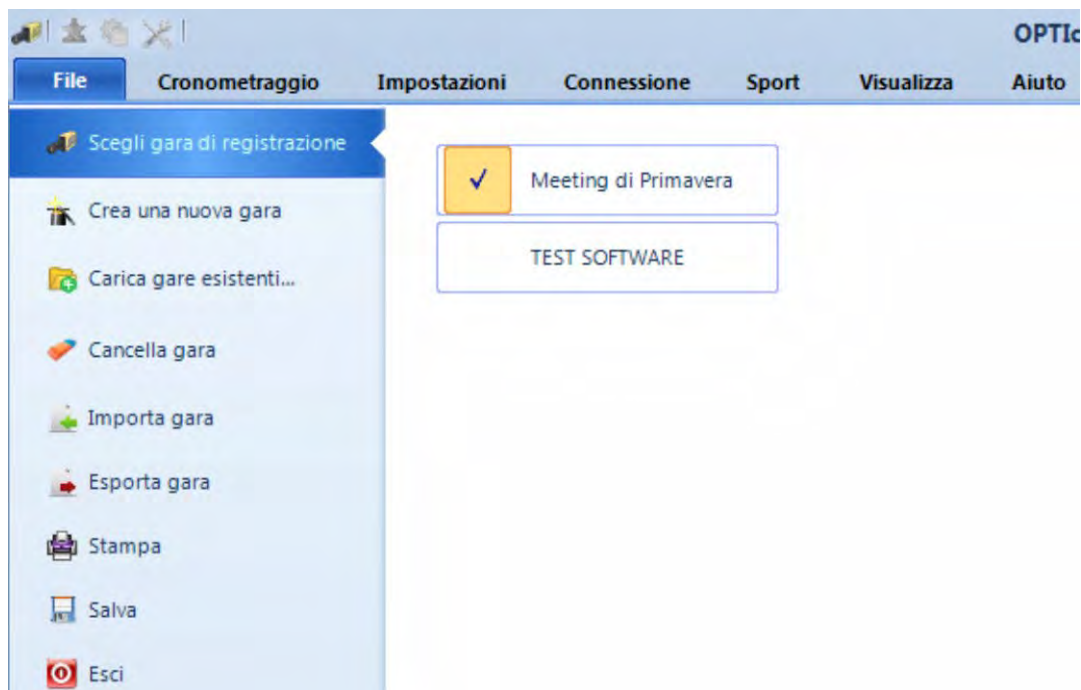 OPTIc
File Cronometraggio Impostazioni Connessione Sport Visualizza Aiuto
Scegli gara di registrazione
Crea una nuova gara
Carica gare esistenti...
Cancella gara
Importa gara
Esporta gara
Stampa
Salva
Esci
Meeting di Primavera
TEST SOFTWARE